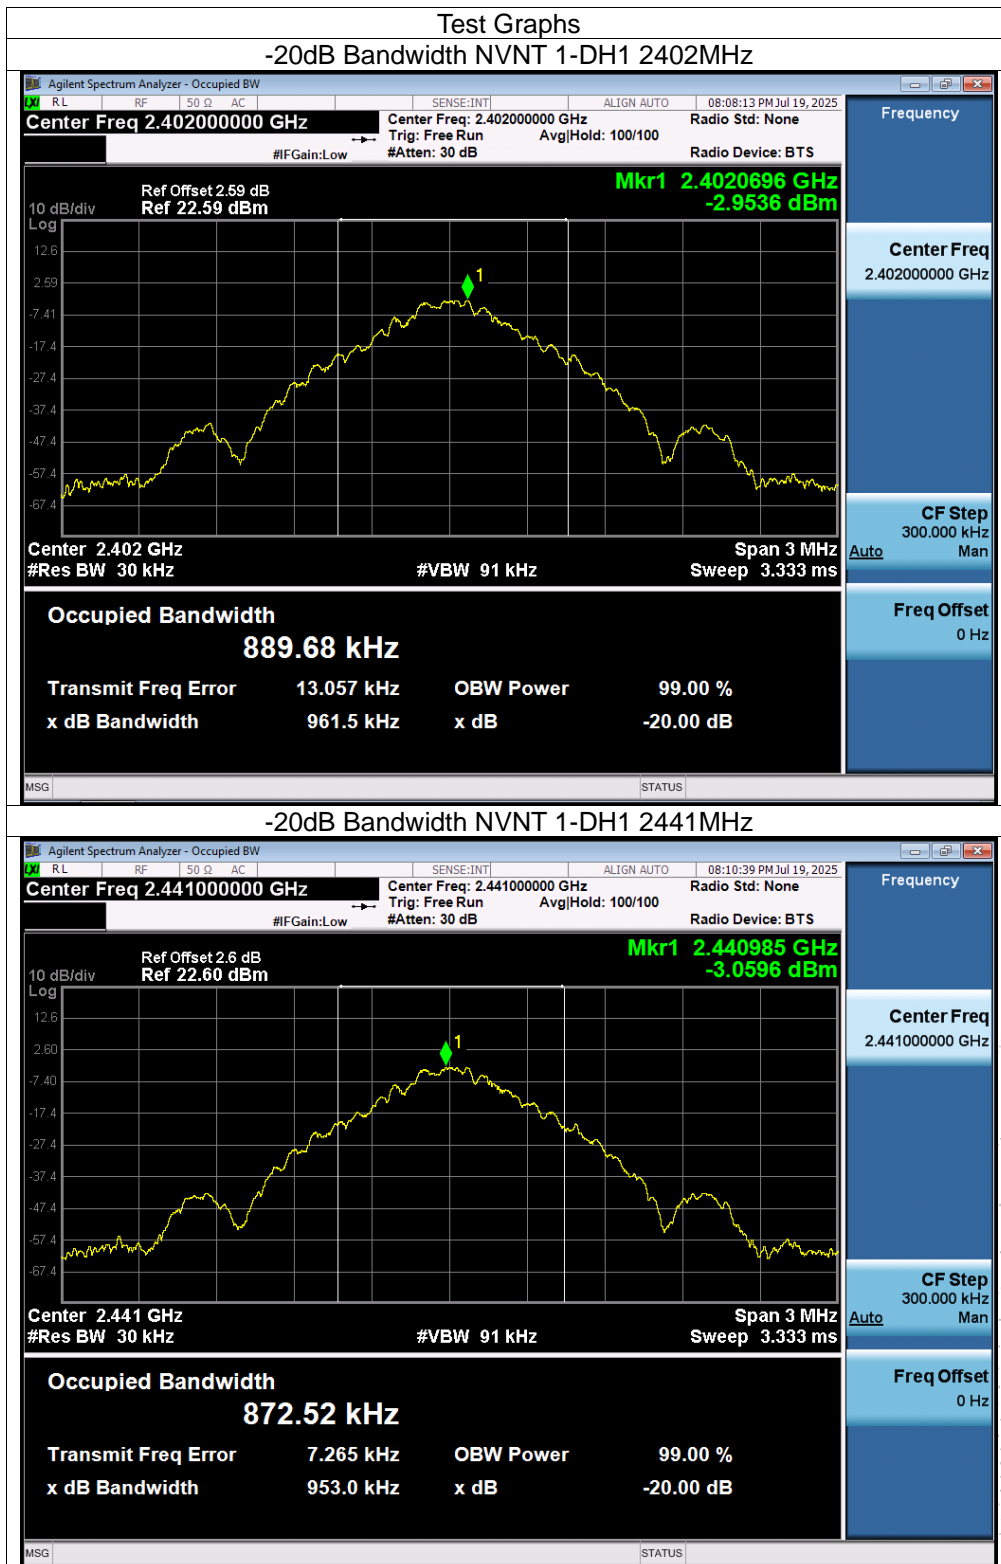 Test Graphs
-20dB Bandwidth NVNT 1-DH1 2402MHz
Agilent Spectrum Analyzer - Occupied BW
LXI RL RF 50 Ω AC SENSE:INT ALIGN AUTO 08:08:13 PM Jul 19, 2025
Center Freq 2.402000000 GHz
Center Freq: 2.402000000 GHz Radio Std: None
Trig: Free Run Avg|Hold: 100/100
#IFGain:Low #Atten: 30 dB Radio Device: BTS
Frequency
Mkr1 2.4020696 GHz
-2.9536 dBm
Ref Offset 2.59 dB
10 dB/div Ref 22.59 dBm
Log
12.6
1
2.59
-7.41
-17.4
-27.4
-37.4
-47.4
-57.4
-67.4
Center Freq
2.402000000 GHz
CF Step
300.000 kHz
Auto Man
Center 2.402 GHz Span 3 MHz
#Res BW 30 kHz #VBW 91 kHz Sweep 3.333 ms
Freq Offset
0 Hz
Occupied Bandwidth
889.68 kHz
Transmit Freq Error 13.057 kHz OBW Power 99.00 %
x dB Bandwidth 961.5 kHz x dB -20.00 dB
MSG STATUS
-20dB Bandwidth NVNT 1-DH1 2441MHz
Agilent Spectrum Analyzer - Occupied BW
LXI RL RF 50 Ω AC SENSE:INT ALIGN AUTO 08:10:39 PM Jul 19, 2025
Center Freq 2.441000000 GHz
Center Freq: 2.441000000 GHz Radio Std: None
Trig: Free Run Avg|Hold: 100/100
#IFGain:Low #Atten: 30 dB Radio Device: BTS
Frequency
Mkr1 2.440985 GHz
-3.0596 dBm
Ref Offset 2.6 dB
10 dB/div Ref 22.60 dBm
Log
12.6
1
2.60
-7.40
-17.4
-27.4
-37.4
-47.4
-57.4
-67.4
Center Freq
2.441000000 GHz
CF Step
300.000 kHz
Auto Man
Center 2.441 GHz Span 3 MHz
#Res BW 30 kHz #VBW 91 kHz Sweep 3.333 ms
Freq Offset
0 Hz
Occupied Bandwidth
872.52 kHz
Transmit Freq Error 7.265 kHz OBW Power 99.00 %
x dB Bandwidth 953.0 kHz x dB -20.00 dB
MSG STATUS